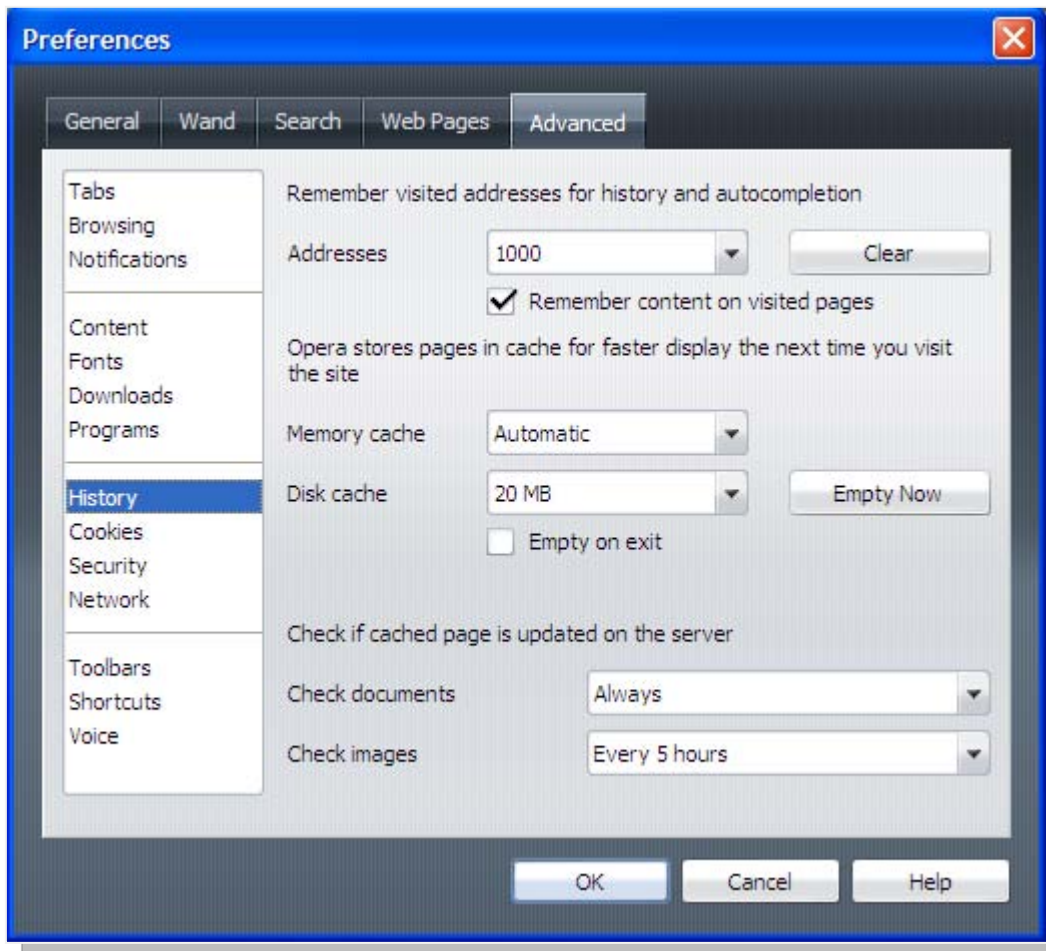 Preferences
General Wand Search Web Pages Advanced
Tabs
Browsing
Notifications
Content
Fonts
Downloads
Programs
History
Cookies
Security
Network
Toolbars
Shortcuts
Voice
Remember visited addresses for history and autocompletion
Addresses 1000 Clear
Remember content on visited pages
Opera stores pages in cache for faster display the next time you visit
the site
Memory cache Automatic
Disk cache 20 MB Empty Now
Empty on exit
Check if cached page is updated on the server
Check documents Always
Check images Every 5 hours
OK Cancel Help